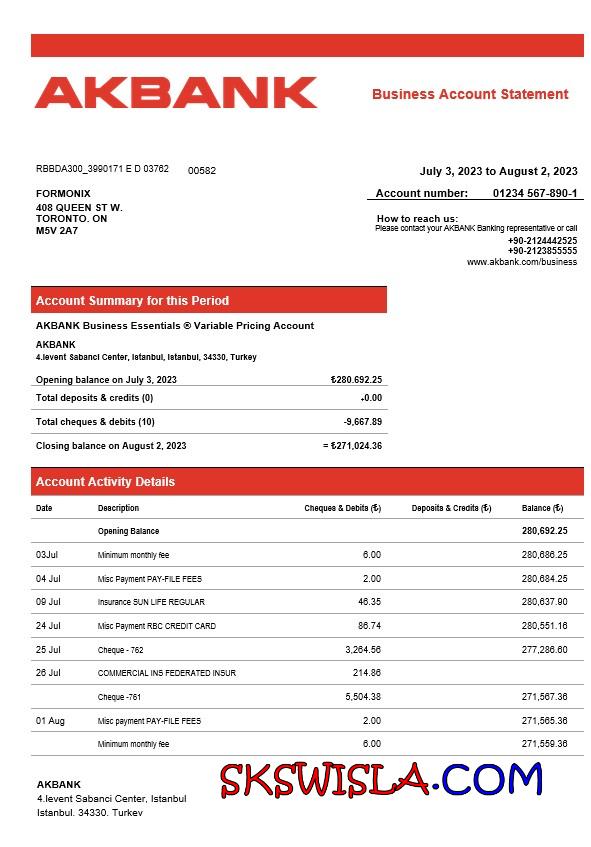 AKBANK
Business Account Statement
RBBDA300_3990171 E D 03762 00582
July 3, 2023 to August 2, 2023
FORMONIX
Account number: 01234 567-890-1
408 QUEEN ST W.
TORONTO. ON
M5V 2A7
How to reach us:
Please contact your AKBANK Banking representative or call
+90-2124442525
+90-2123855555
www.akbank.com/business
Account Summary for this Period
AKBANK Business Essentials ® Variable Pricing Account
AKBANK
4.levent Sabanci Center, Istanbul, Istanbul, 34330, Turkey
Opening balance on July 3, 2023 ₺280.692.25
Total deposits & credits (0) +0.00
Total cheques & debits (10) -9,667.89
Closing balance on August 2, 2023 = ₺271,024.36
Account Activity Details
Date Description Cheques & Debits (₺) Deposits & Credits (₺) Balance (₺)
Opening Balance 280,692.25
03Jul Minimum monthly fee 6.00 280,686.25
04 Jul Misc Payment PAY-FILE FEES 2.00 280,684.25
09 Jul Insurance SUN LIFE REGULAR 46.35 280,637.90
24 Jul Misc Payment RBC CREDIT CARD 86.74 280,551.16
25 Jul Cheque - 762 3,264.56 277,286.60
26 Jul COMMERCIAL INS FEDERATED INSUR 214.86
Cheque -761 5,504.38 271,567.36
01 Aug Misc payment PAY-FILE FEES 2.00 271,565.36
Minimum monthly fee 6.00 271,559.36
SKSWISLA.COM
AKBANK
4.levent Sabanci Center, Istanbul
Istanbul, 34330, Turkey